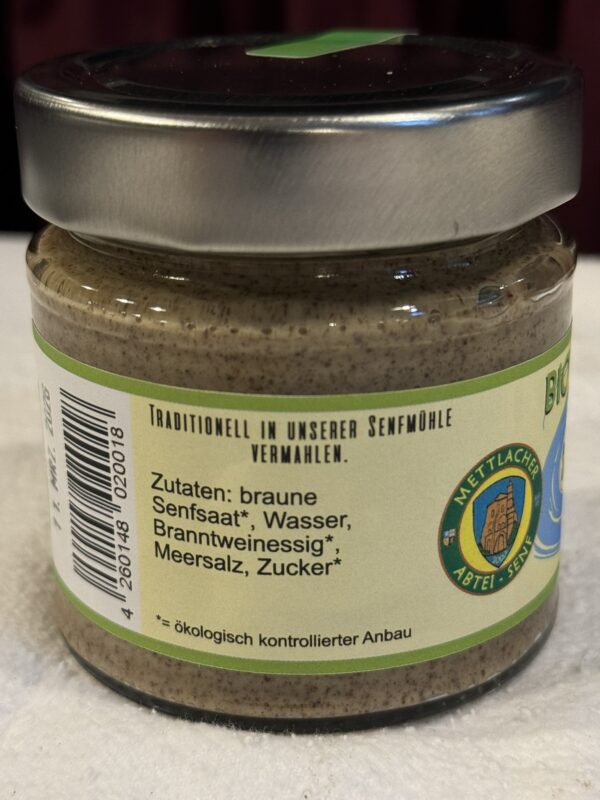 TRADITIONELL IN UNSERER SENFMÜHLE
VERMAHLEN.
Zutaten: braune
Senfsaat*, Wasser,
Branntweinessig*,
Meersalz, Zucker*
*= ökologisch kontrollierter Anbau
4 260148 020018
METTLACHER
ABTEI-SENF
BIO